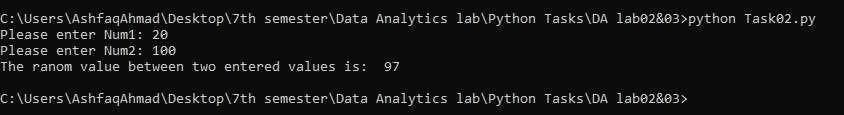 C:\Users\AshfaqAhmad\Desktop\7th semester\Data Analytics lab\Python Tasks\DA lab02&03>python Task02.py
Please enter Num1: 20
Please enter Num2: 100
The ranom value between two entered values is:  97
C:\Users\AshfaqAhmad\Desktop\7th semester\Data Analytics lab\Python Tasks\DA lab02&03>